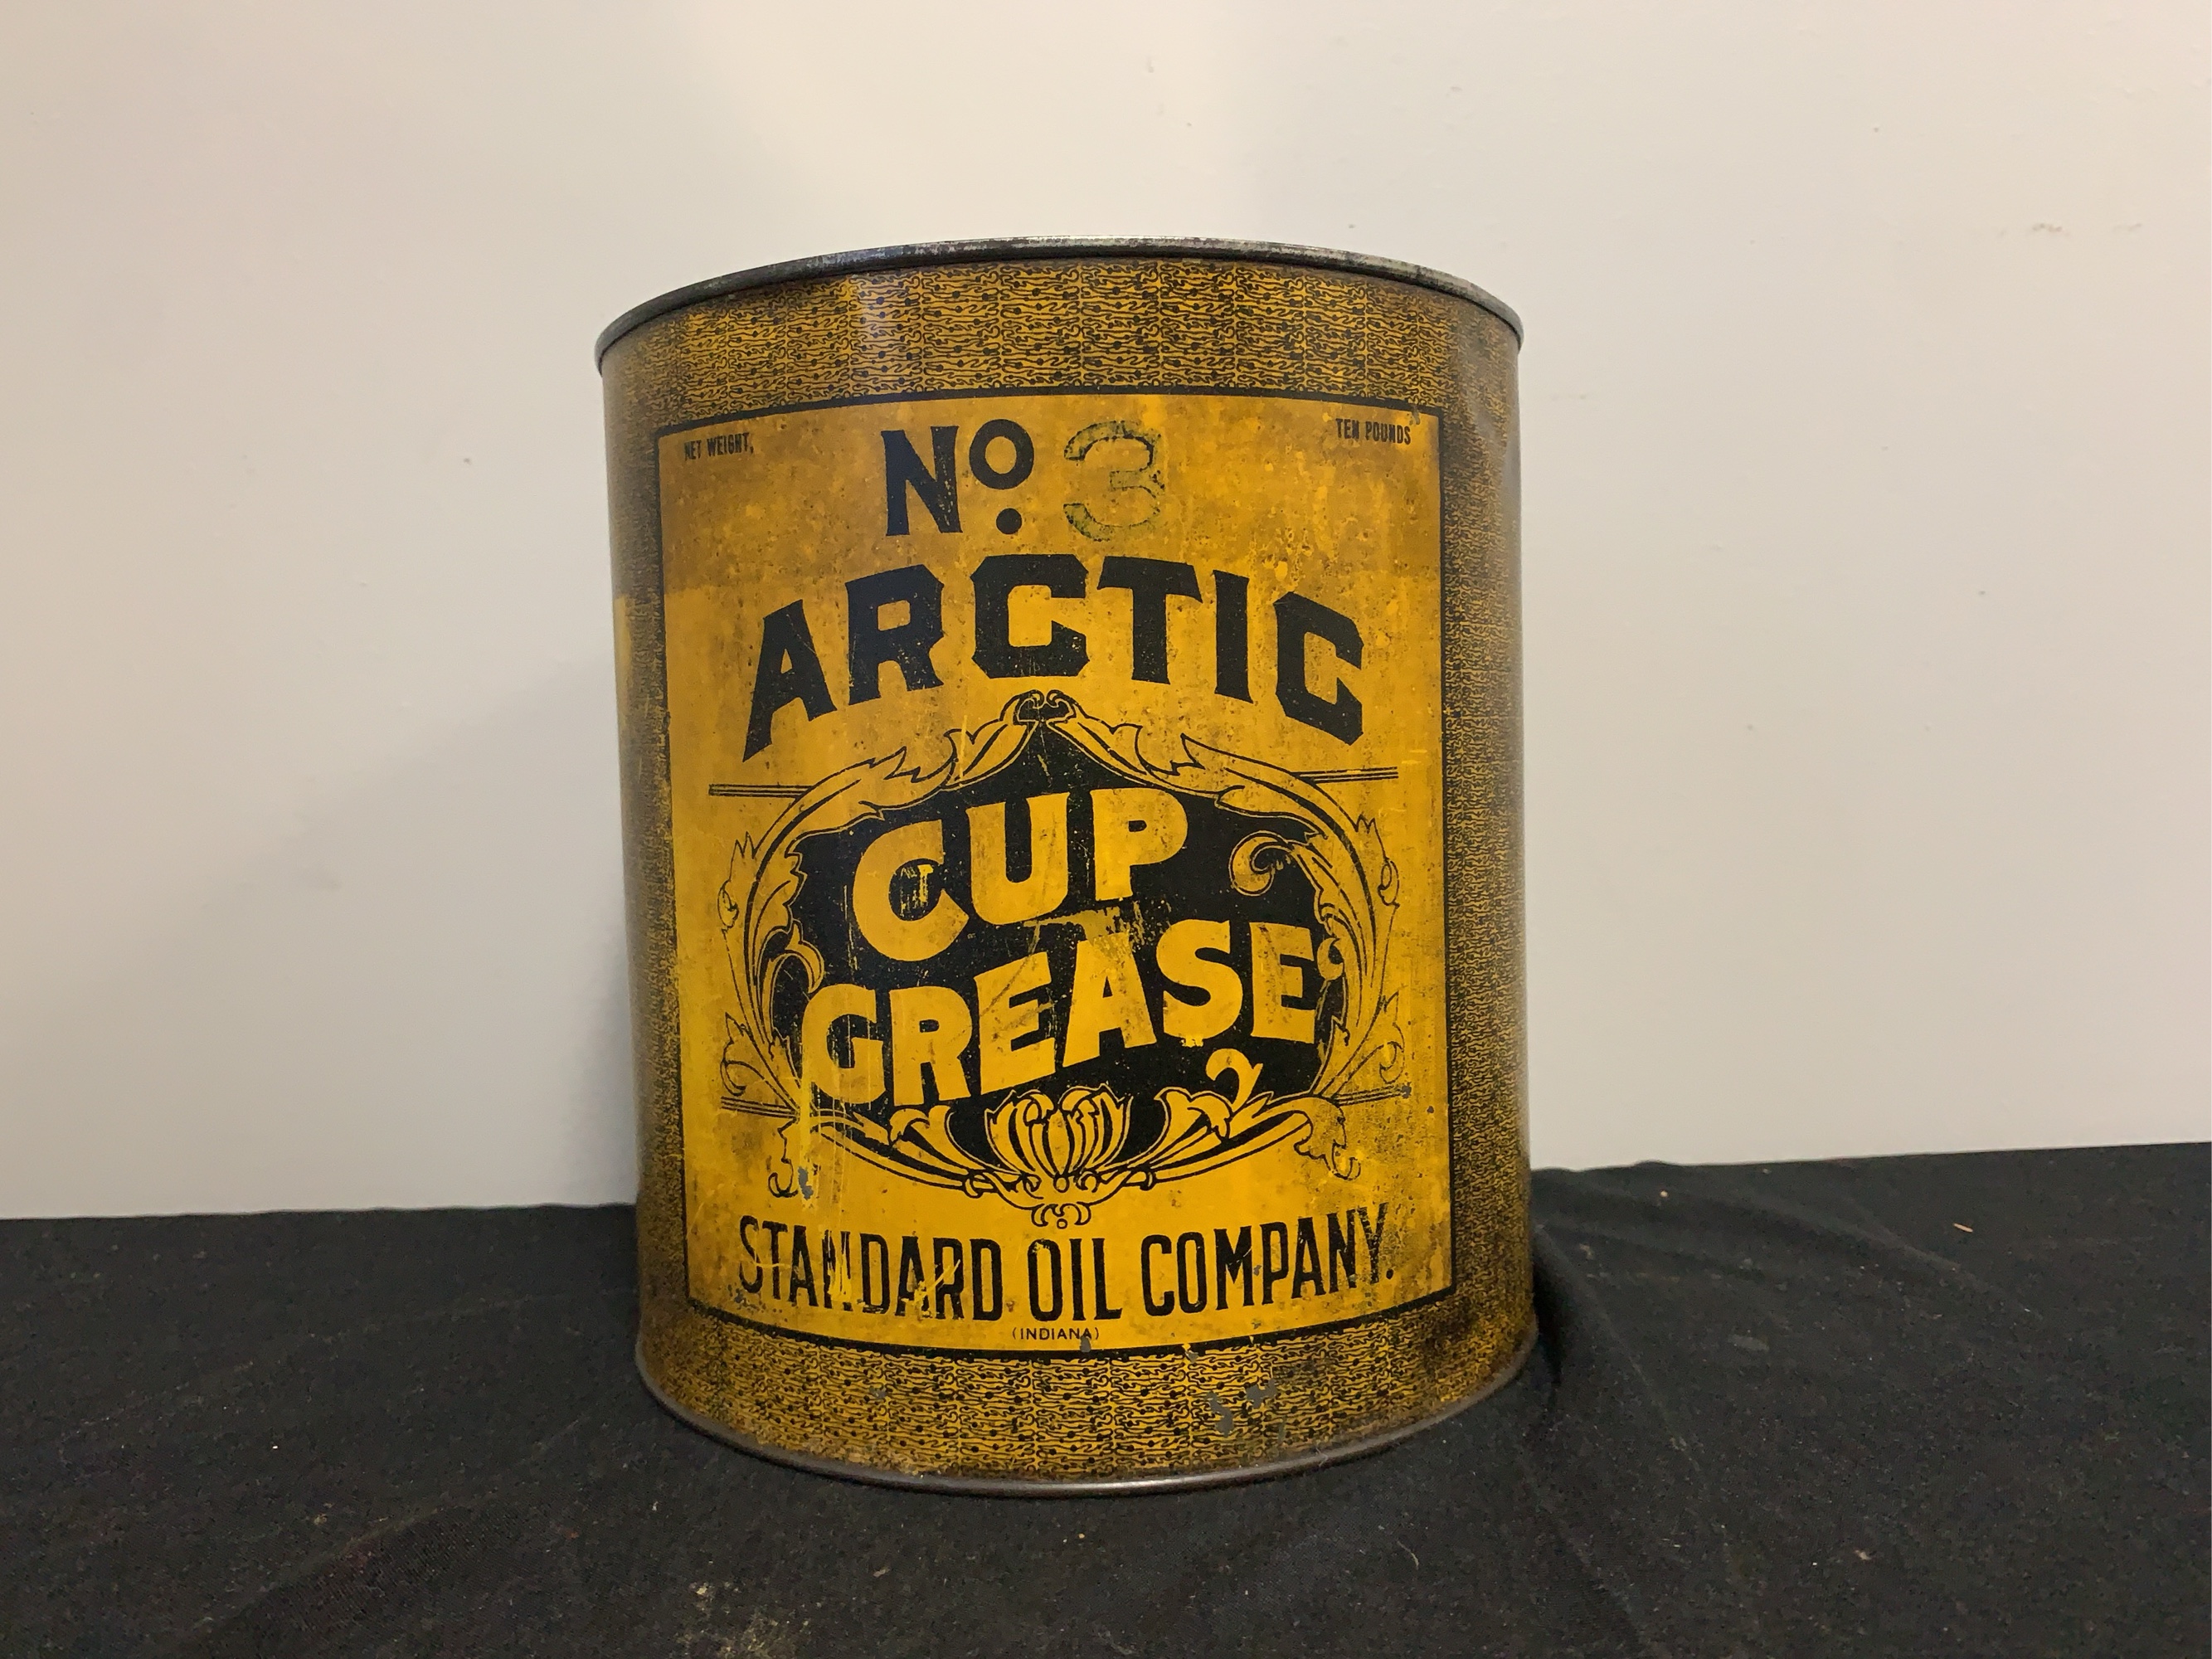 NET WEIGHT,
No. 3
TEN POUNDS
ARCTIC
CUP
GREASE
STANDARD OIL COMPANY.
(INDIANA)